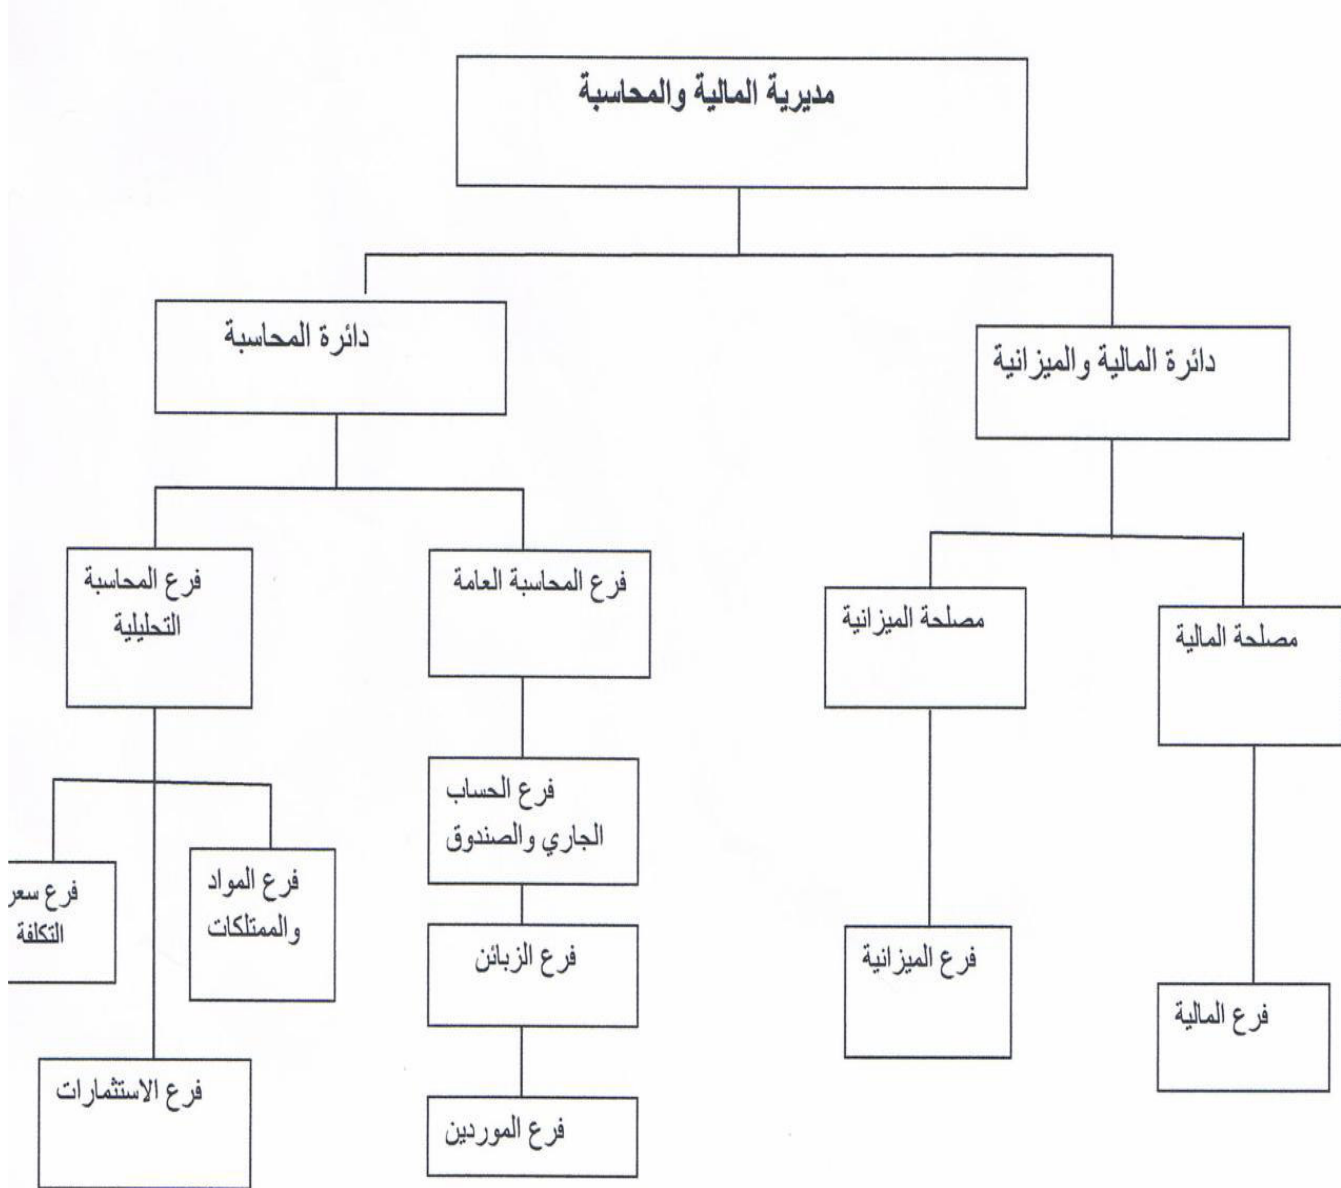 مديرية المالية والمحاسبة
دائرة المالية والميزانية
دائرة المحاسبة
مصلحة المالية
مصلحة الميزانية
فرع المحاسبة العامة
فرع المحاسبة
التحليلية
فرع المالية
فرع الميزانية
فرع الحساب
الجاري والصندوق
فرع الزبائن
فرع الموردين
فرع المواد
والممتلكات
فرع سعر
التكلفة
فرع الاستثمارات